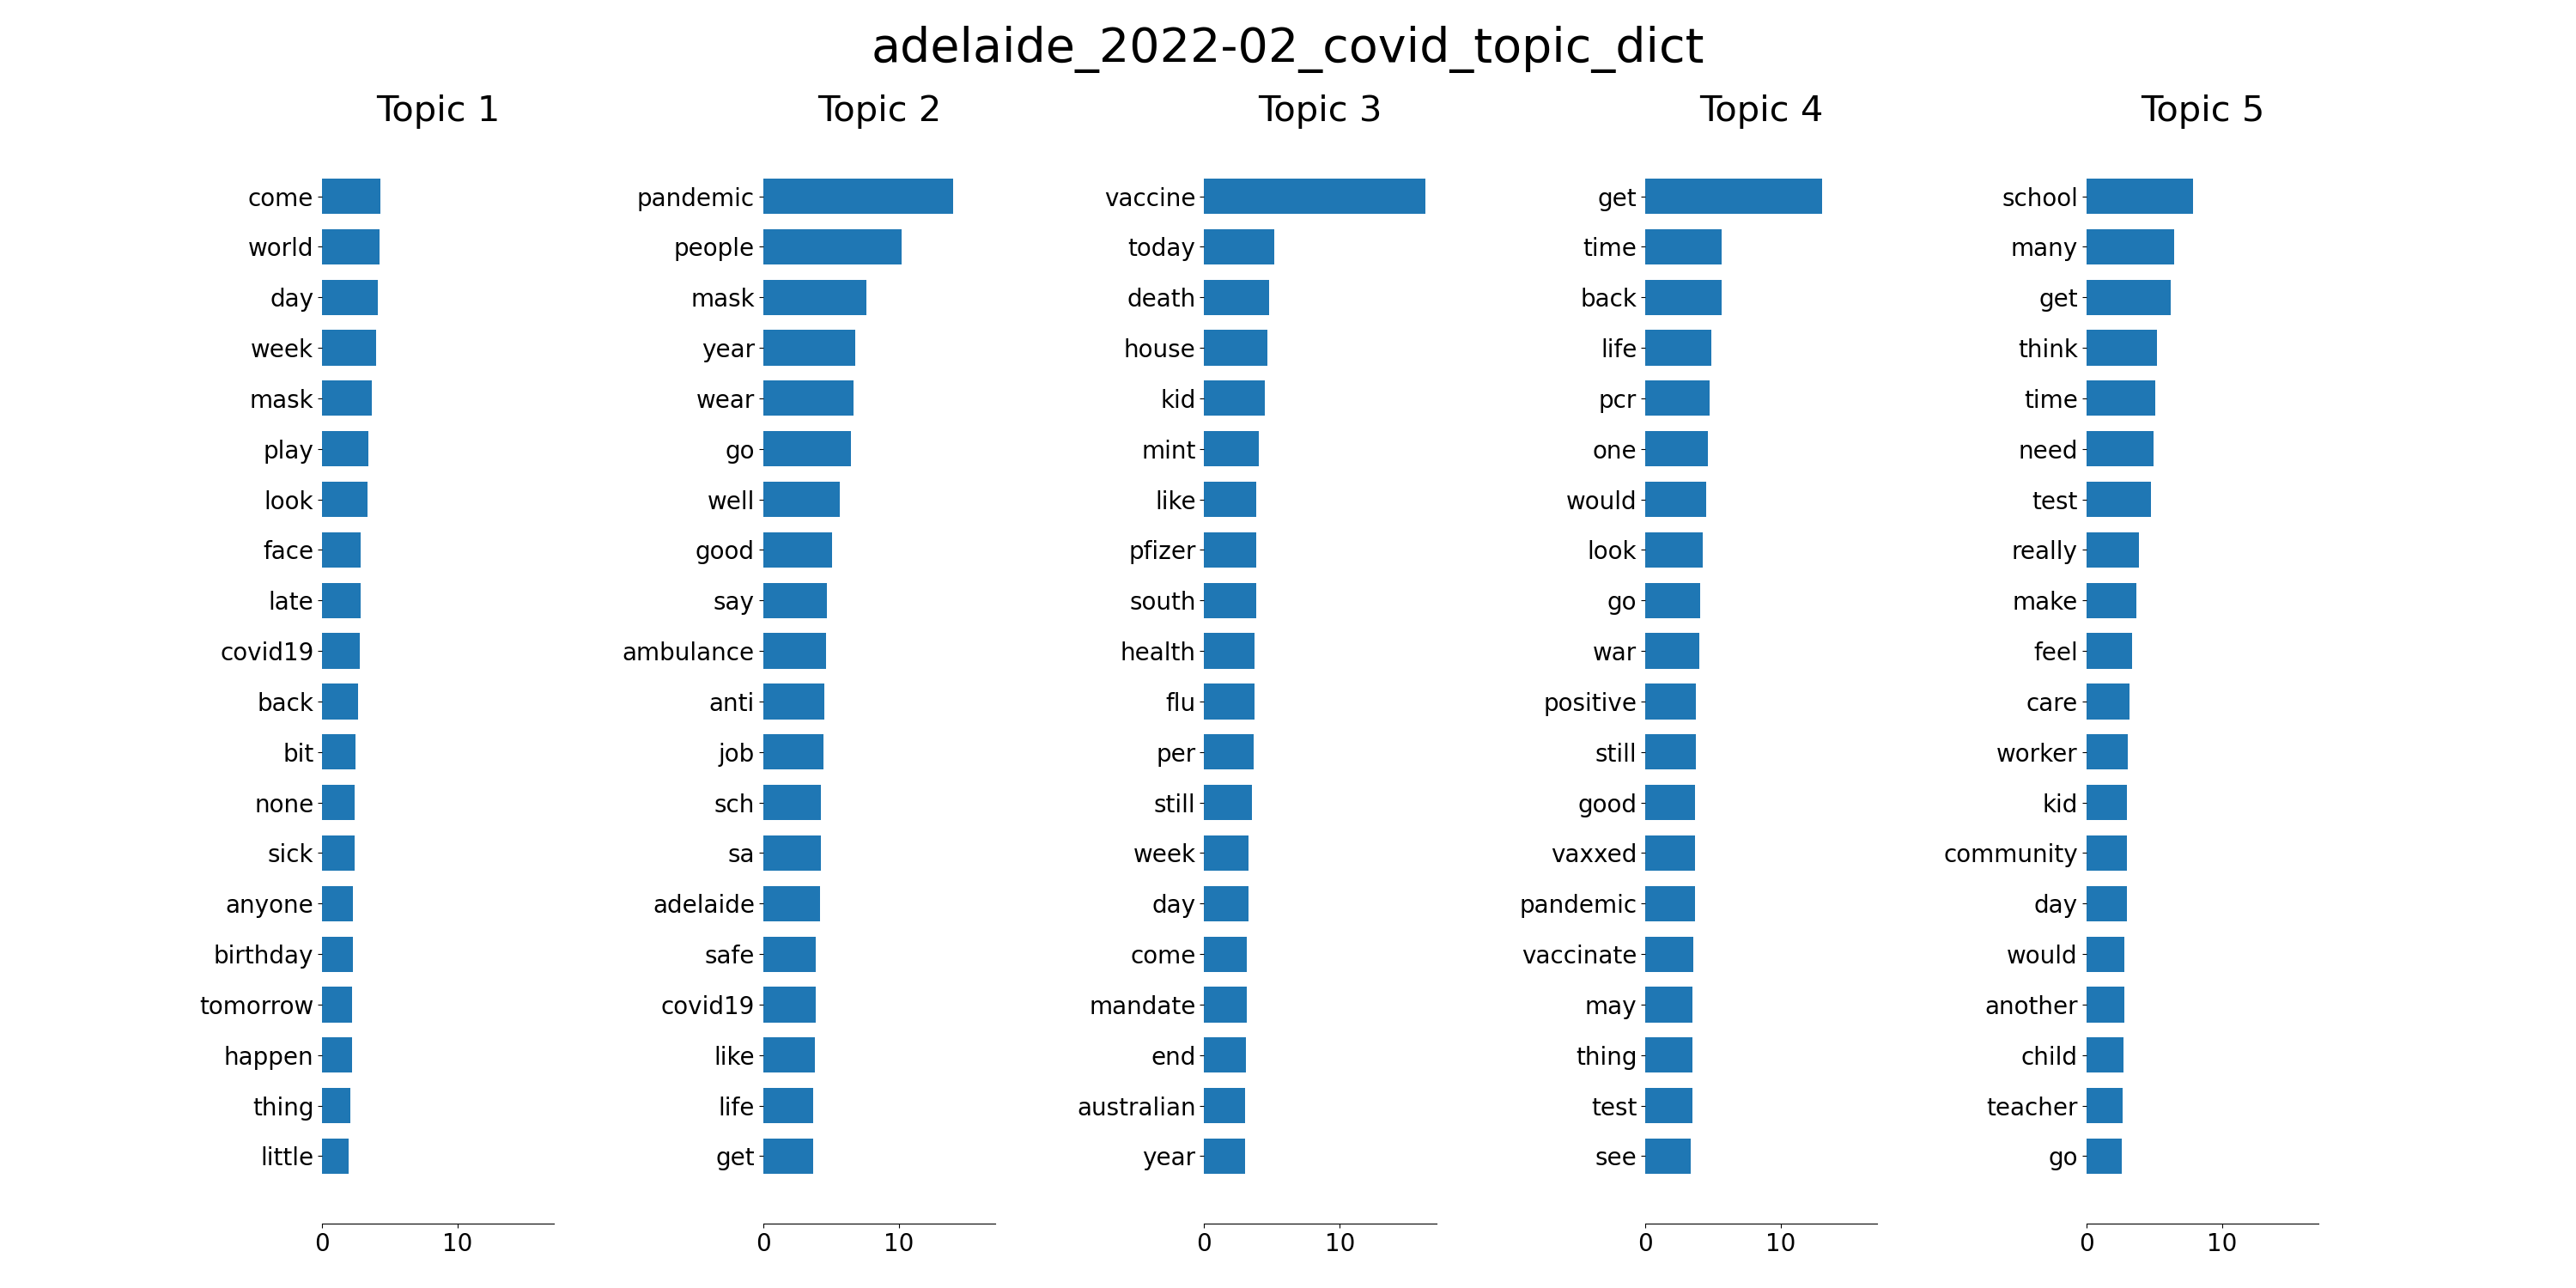 adelaide_2022-02_covid_topic_dict
Topic 1
come
world
day
week
mask
play
look
face
late
covid19
back
bit
none
sick
anyone
birthday
tomorrow
happen
thing
little
0 10
Topic 2
pandemic
people
mask
year
wear
go
well
good
say
ambulance
anti
job
sch
sa
adelaide
safe
covid19
like
life
get
0 10
Topic 3
vaccine
today
death
house
kid
mint
like
pfizer
south
health
flu
per
still
week
day
come
mandate
end
australian
year
0 10
Topic 4
get
time
back
life
pcr
one
would
look
go
war
positive
still
good
vaxxed
pandemic
vaccinate
may
thing
test
see
0 10
Topic 5
school
many
get
think
time
need
test
really
make
feel
care
worker
kid
community
day
would
another
child
teacher
go
0 10